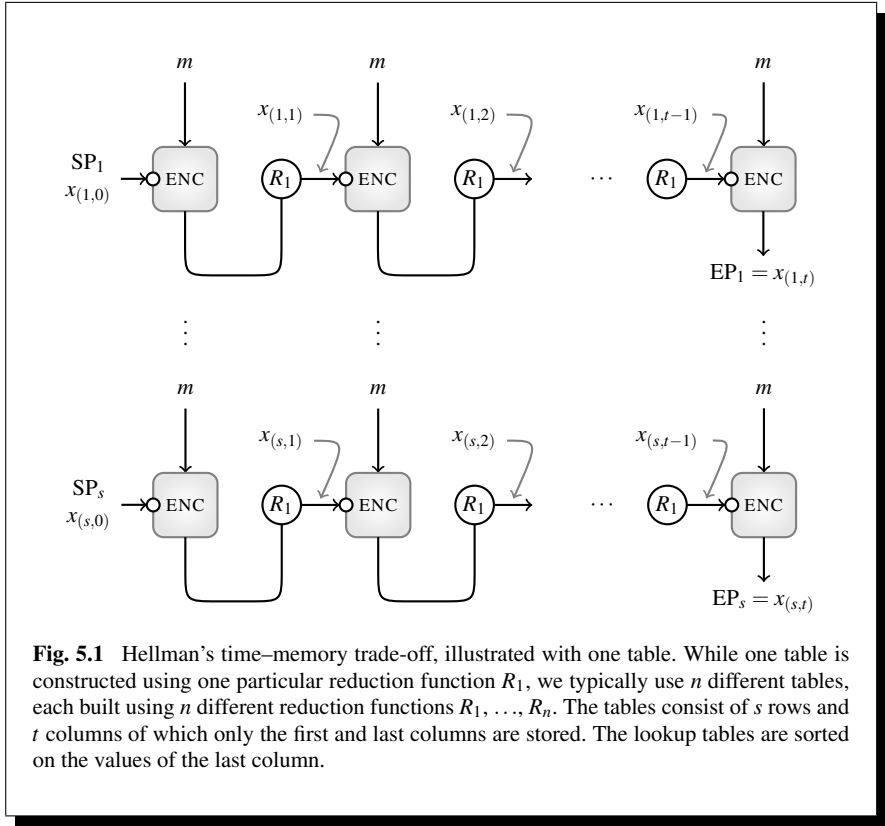 m m m
x(1,1) x(1,2) x(1,t−1)
SP1
x(1,0)
ENC R1 ENC R1 ··· R1 ENC
EP1 = x(1,t)
⋮ ⋮ ⋮
m m m
x(s,1) x(s,2) x(s,t−1)
SPs
x(s,0)
ENC R1 ENC R1 ··· R1 ENC
EPs = x(s,t)
Fig. 5.1 Hellman's time–memory trade-off, illustrated with one table. While one table is
constructed using one particular reduction function R1, we typically use n different tables,
each built using n different reduction functions R1, ..., Rn. The tables consist of s rows and
t columns of which only the first and last columns are stored. The lookup tables are sorted
on the values of the last column.